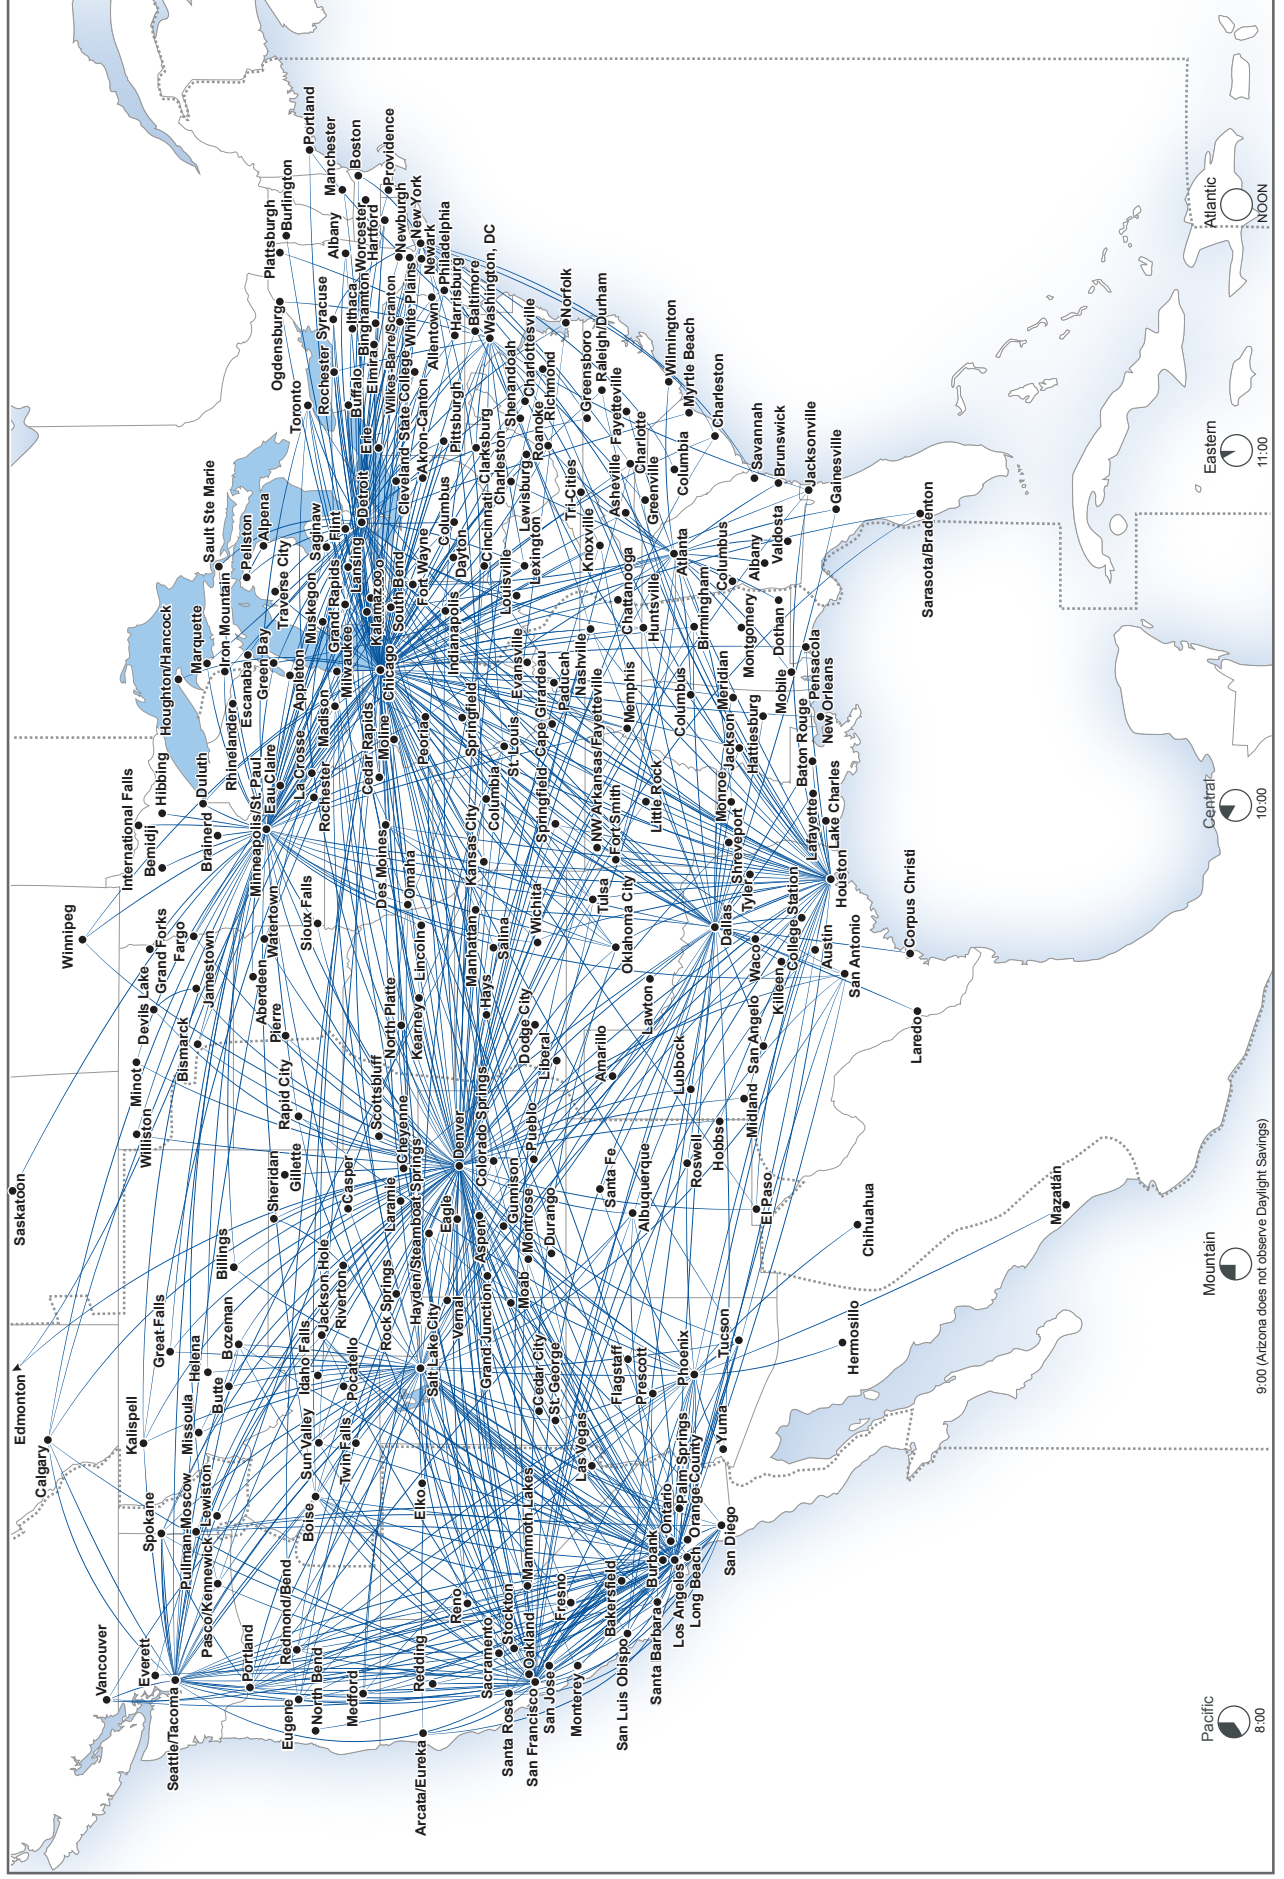 Saskatoon
Edmonton
Calgary
Winnipeg
Vancouver
Everett
Seattle/Tacoma
Spokane
Pullman-Moscow
Lewiston
Pasco/Kennewick
Portland
Redmond/Bend
Eugene
North Bend
Medford
Redding
Arcata/Eureka
Kalispell
Missoula
Great Falls
Helena
Butte
Bozeman
Billings
Williston
Minot
Devils Lake
Grand Forks
Fargo
Jamestown
Bismarck
International Falls
Bemidji
Hibbing
Duluth
Brainerd
Minneapolis/St. Paul
Eau Claire
La Crosse
Rochester
Rhinelander
Houghton/Hancock
Marquette
Iron Mountain
Escanaba
Green Bay
Appleton
Madison
Milwaukee
Sault Ste Marie
Pellston
Alpena
Traverse City
Muskegon
Grand Rapids
Saginaw
Flint
Lansing
Detroit
Kalamazoo
South Bend
Fort Wayne
Chicago
Toronto
Ogdensburg
Plattsburgh
Burlington
Portland
Manchester
Boston
Providence
Albany
Worcester
Hartford
Newburgh
New York
Newark
White Plains
Philadelphia
Syracuse
Rochester
Ithaca
Binghamton
Buffalo
Elmira
Wilkes-Barre/Scranton
State College
Allentown
Harrisburg
Baltimore
Washington, DC
Erie
Cleveland
Akron-Canton
Pittsburgh
Clarksburg
Charleston
Shenandoah
Charlottesville
Lewisburg
Roanoke
Richmond
Norfolk
Greensboro
Raleigh/Durham
Fayetteville
Wilmington
Myrtle Beach
Charleston
Charlotte
Asheville
Greenville
Columbia
Tri-Cities
Knoxville
Savannah
Brunswick
Jacksonville
Gainesville
Sarasota/Bradenton
Valdosta
Albany
Columbus
Atlanta
Columbus
Dayton
Cincinnati
Louisville
Lexington
Indianapolis
Evansville
Chattanooga
Huntsville
Birmingham
Montgomery
Dothan
Nashville
Paducah
Cape Girardeau
Memphis
Columbus
Meridian
Jackson
Hattiesburg
Mobile
Pensacola
New Orleans
Baton Rouge
Lafayette
Lake Charles
Houston
Cedar Rapids
Moline
Peoria
Springfield
St. Louis
Columbia
Springfield
NW Arkansas/Fayetteville
Fort Smith
Little Rock
Monroe
Shreveport
Tyler
Dallas
Waco
College Station
Killeen
Austin
San Antonio
Corpus Christi
Laredo
Des Moines
Omaha
Lincoln
Kansas City
Manhattan
Salina
Hays
Wichita
Tulsa
Oklahoma City
Lawton
Dodge City
Liberal
Amarillo
Lubbock
San Angelo
Midland
Hobbs
Roswell
El Paso
Watertown
Aberdeen
Sioux Falls
Pierre
Rapid City
North Platte
Kearney
Scottsbluff
Cheyenne
Laramie
Sheridan
Gillette
Casper
Riverton
Jackson Hole
Rock Springs
Denver
Colorado Springs
Pueblo
Hayden/Steamboat Springs
Eagle
Aspen
Gunnison
Montrose
Durango
Vernal
Grand Junction
Moab
Santa Fe
Albuquerque
Idaho Falls
Pocatello
Sun Valley
Twin Falls
Boise
Salt Lake City
Cedar City
St. George
Elko
Reno
Las Vegas
Flagstaff
Prescott
Phoenix
Tucson
Yuma
Sacramento
Stockton
Oakland
Santa Rosa
San Francisco
San Jose
Monterey
Mammoth Lakes
Fresno
Bakersfield
San Luis Obispo
Santa Barbara
Burbank
Ontario
Palm Springs
Orange County
Los Angeles
Long Beach
San Diego
Chihuahua
Hermosillo
Mazatlán
Pacific
8:00
Mountain
9:00 (Arizona does not observe Daylight Savings)
Central
10:00
Eastern
11:00
Atlantic
NOON